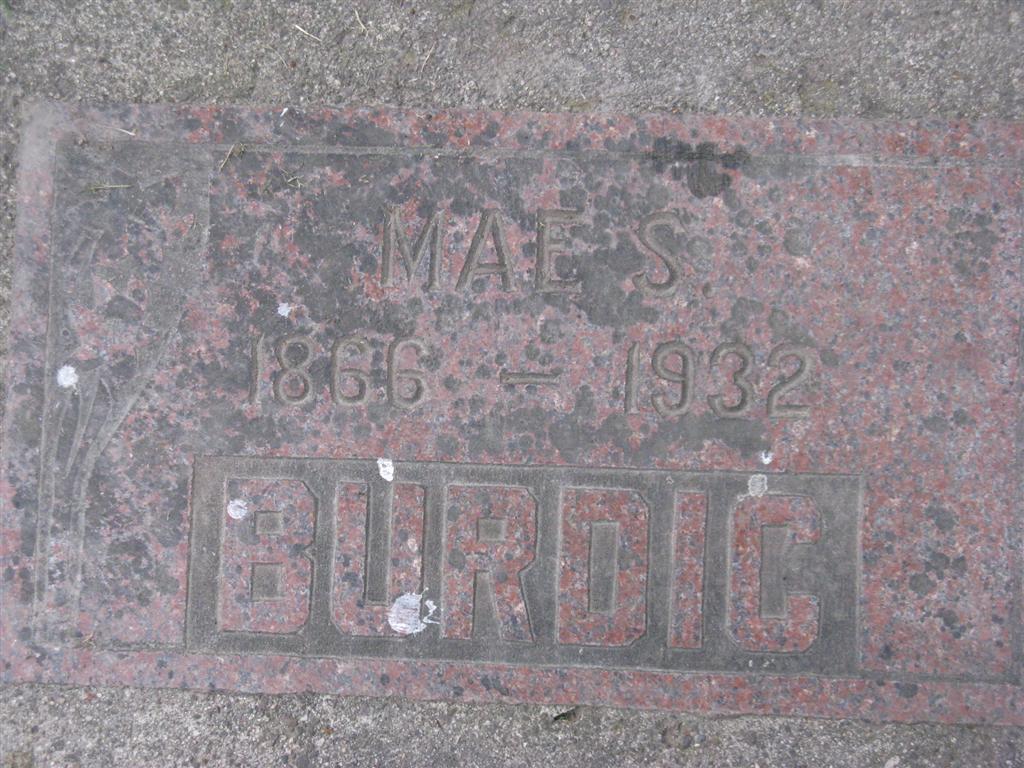 MAE S.
1866 – 1932
BURDIC